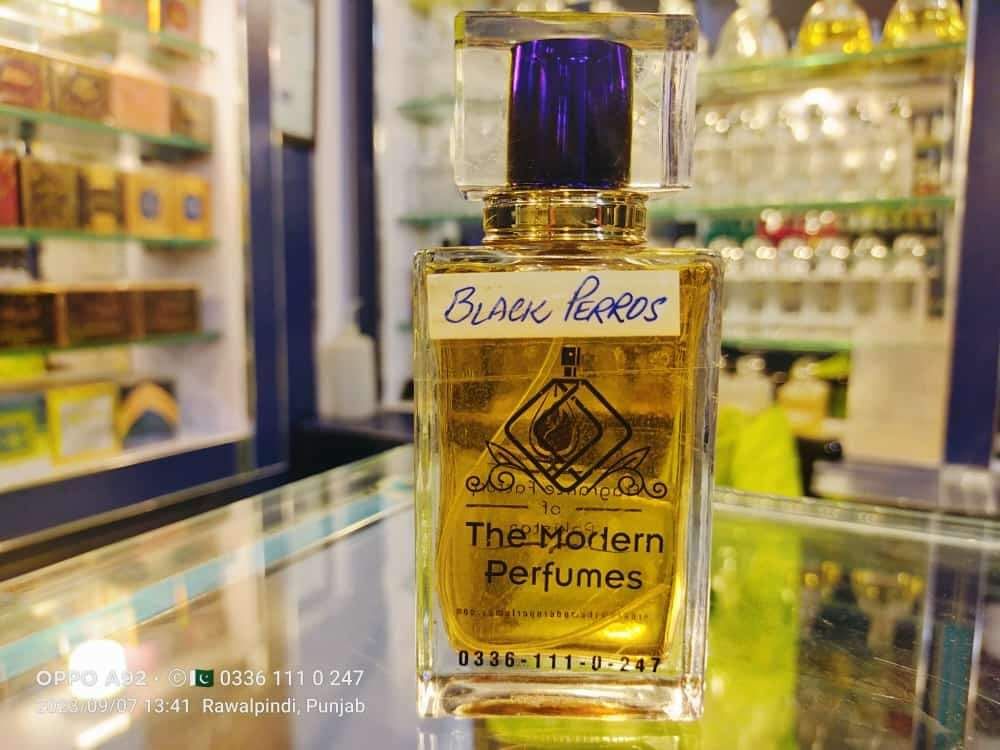 BLACK PERROS
of
The Modern
Perfumes
0336-111-0-247
OPPO A92 · ©🇵🇰 0336 111 0 247
2023/09/07 13:41 Rawalpindi, Punjab